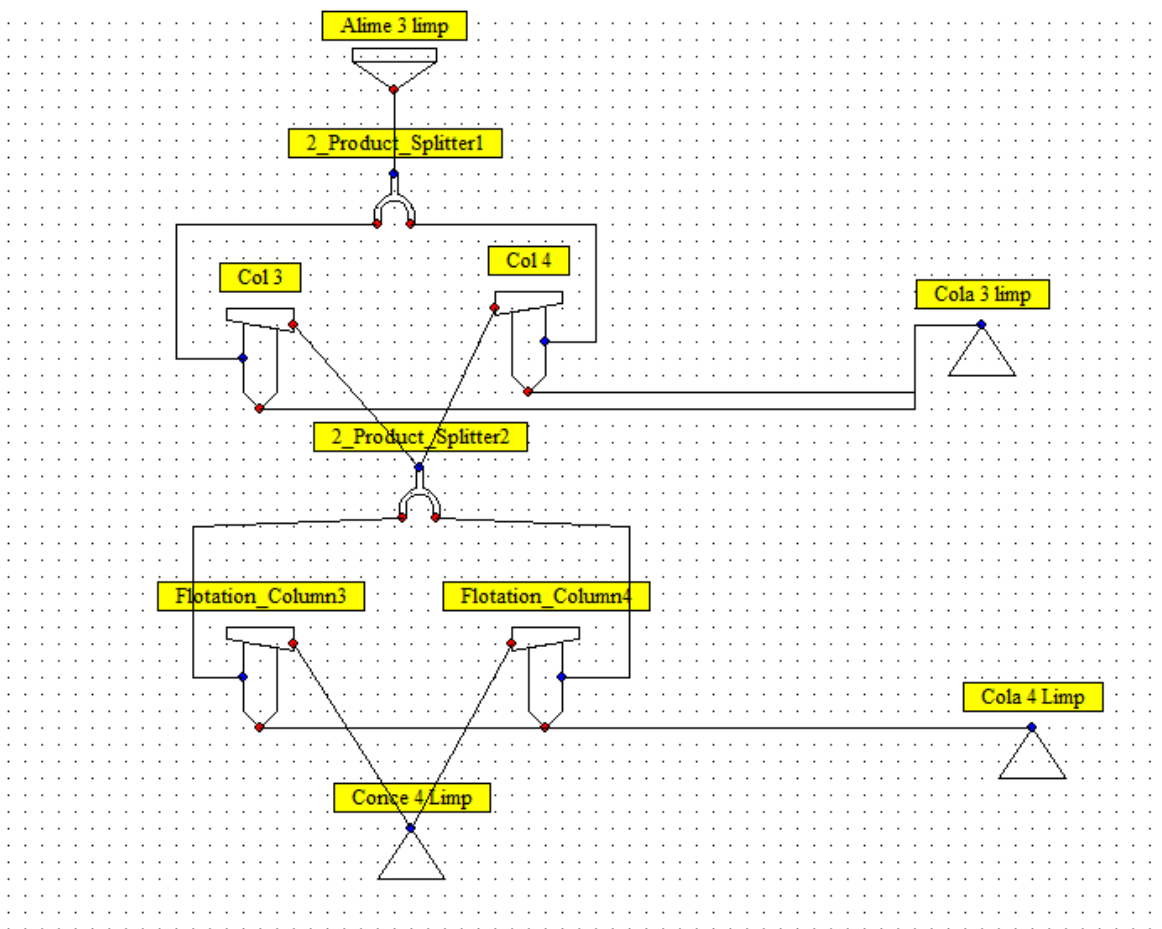 Alime 3 limp
2_Product_Splitter1
Col 4
Col 3
Cola 3 limp
2_Product_Splitter2
Flotation_Column3
Flotation_Column4
Cola 4 Limp
Conce 4 Limp